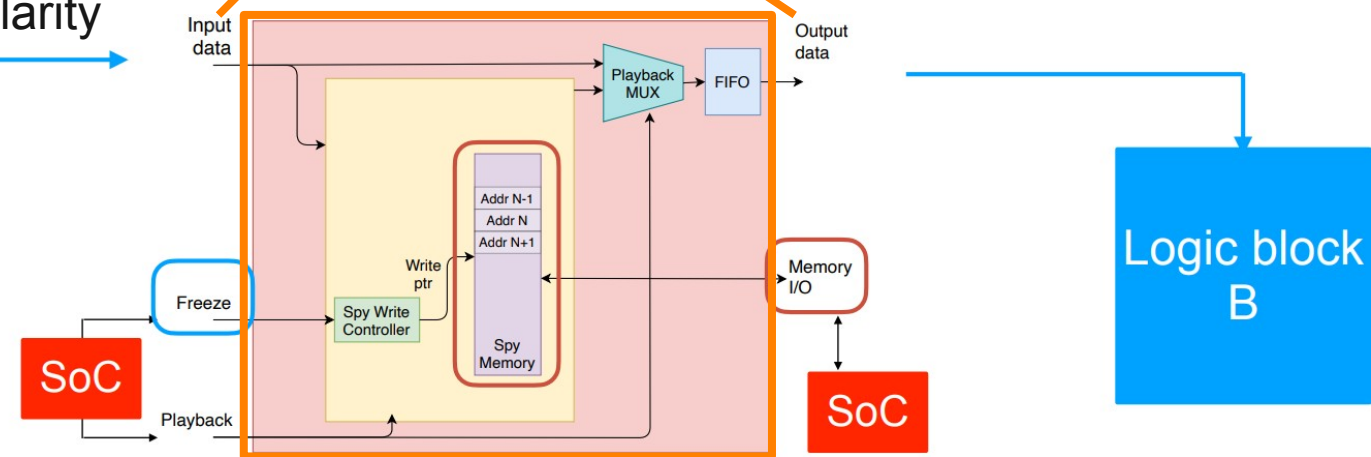 larity
Input
data
Output
data
Playback
MUX
FIFO
Addr N-1
Addr N
Addr N+1
Write
ptr
Memory
I/O
Logic block
B
Freeze
Spy Write
Controller
Spy
Memory
SoC
SoC
Playback